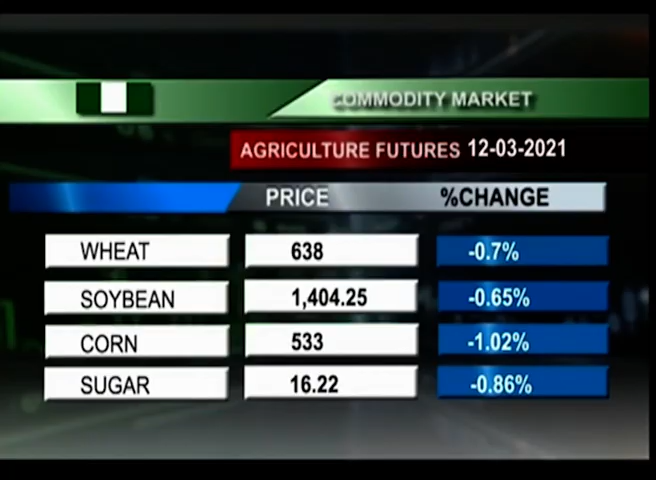 COMMODITY MARKET
AGRICULTURE FUTURES 12-03-2021
PRICE %CHANGE
WHEAT 638 -0.7%
SOYBEAN 1,404.25 -0.65%
CORN 533 -1.02%
SUGAR 16.22 -0.86%